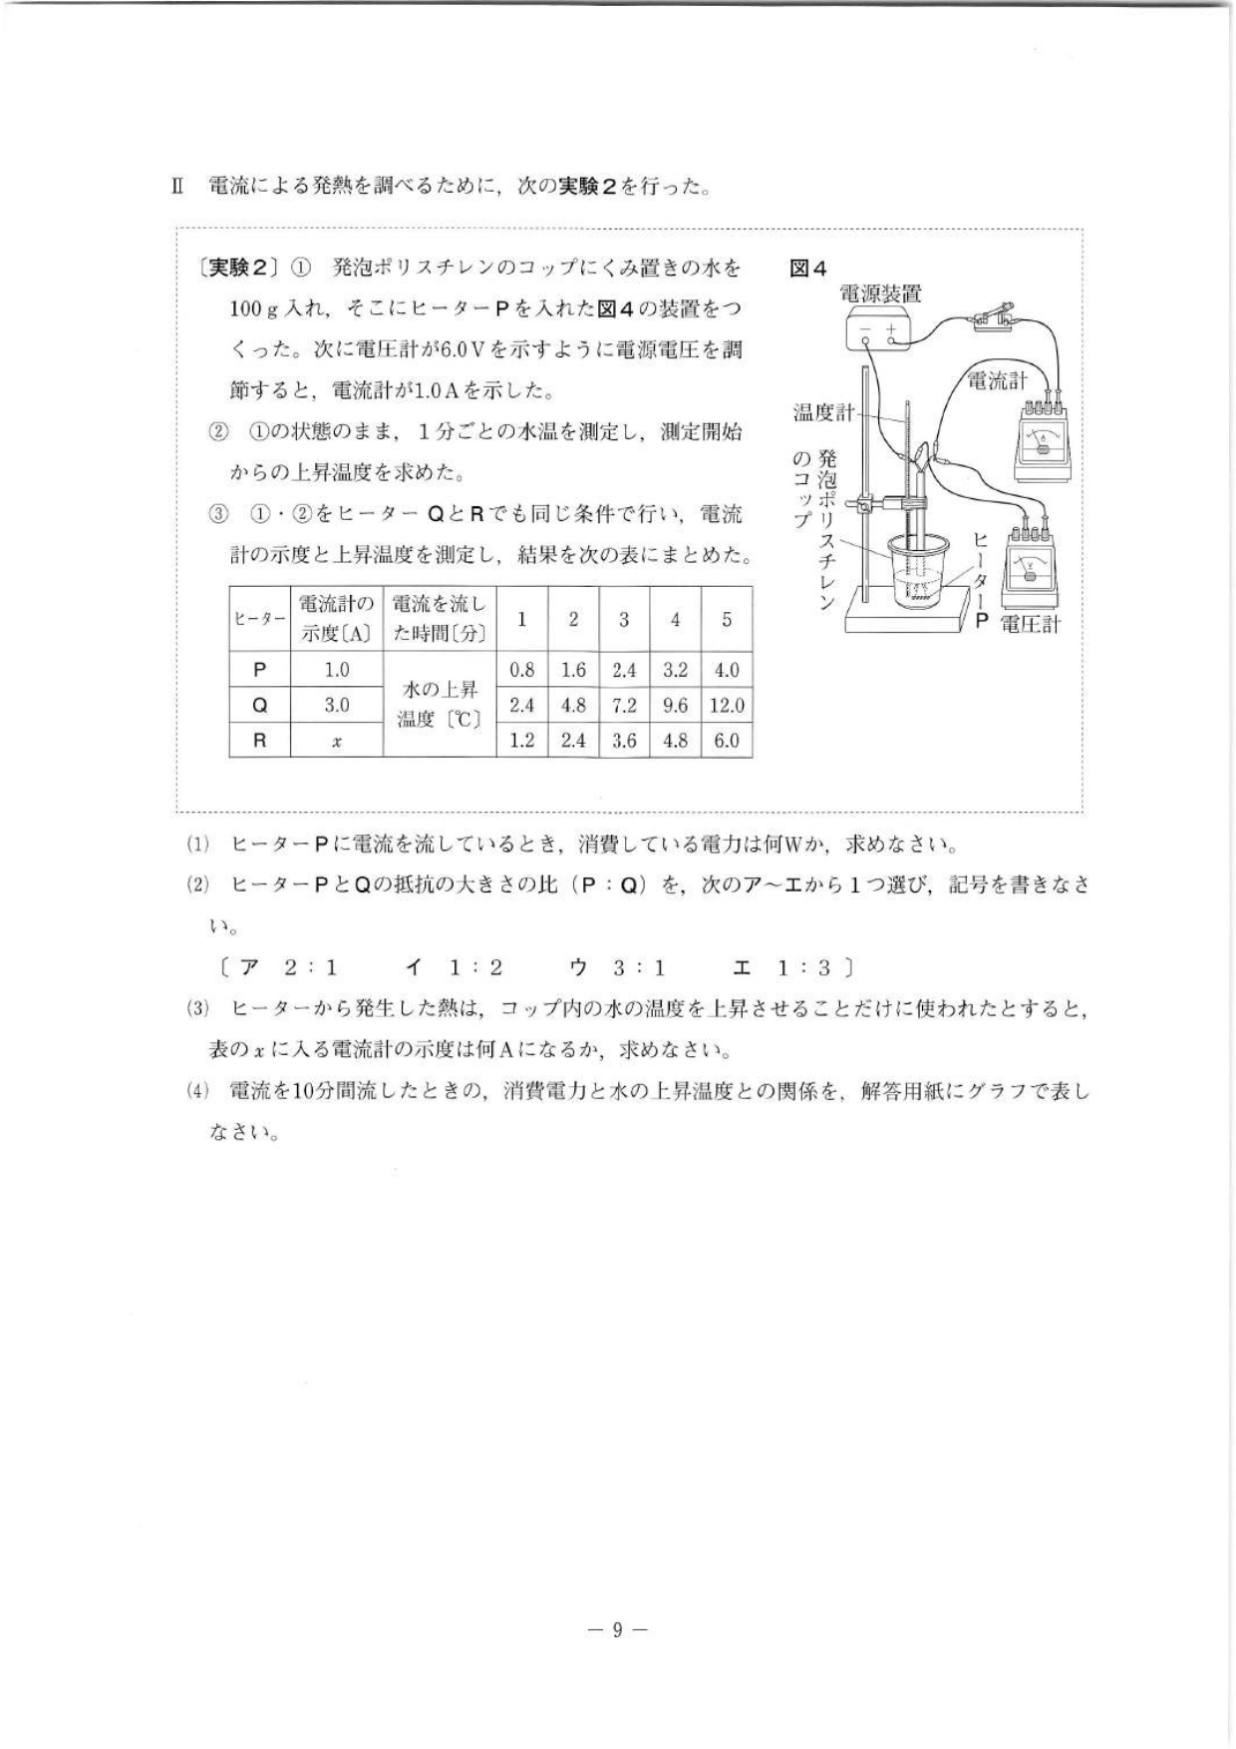 Ⅱ 電流による発熱を調べるために，次の実験２を行った。
〔実験２〕① 発泡ポリスチレンのコップにくみ置きの水を
100ｇ入れ，そこにヒーターＰを入れた図４の装置をつ
くった。次に電圧計が6.0Ｖを示すように電源電圧を調
節すると，電流計が1.0Ａを示した。
② ①の状態のまま，１分ごとの水温を測定し，測定開始
からの上昇温度を求めた。
③ ①・②をヒーターＱとＲでも同じ条件で行い，電流
計の示度と上昇温度を測定し，結果を次の表にまとめた。
ヒーター 電流計の示度〔A〕 電流を流した時間〔分〕 1 2 3 4 5
P 1.0 水の上昇温度〔℃〕 0.8 1.6 2.4 3.2 4.0
Q 3.0 2.4 4.8 7.2 9.6 12.0
R x 1.2 2.4 3.6 4.8 6.0
図４
電源装置
− ＋
電流計
温度計
発泡ポリスチレン
のコップ
ヒーターＰ
電圧計
⑴ ヒーターＰに電流を流しているとき，消費している電力は何Wか，求めなさい。
⑵ ヒーターＰとＱの抵抗の大きさの比（Ｐ：Ｑ）を，次のア～エから１つ選び，記号を書きなさ
い。
〔 ア 2：1 イ 1：2 ウ 3：1 エ 1：3 〕
⑶ ヒーターから発生した熱は，コップ内の水の温度を上昇させることだけに使われたとすると，
表のxに入る電流計の示度は何Ａになるか，求めなさい。
⑷ 電流を10分間流したときの，消費電力と水の上昇温度との関係を，解答用紙にグラフで表し
なさい。
－ 9 －